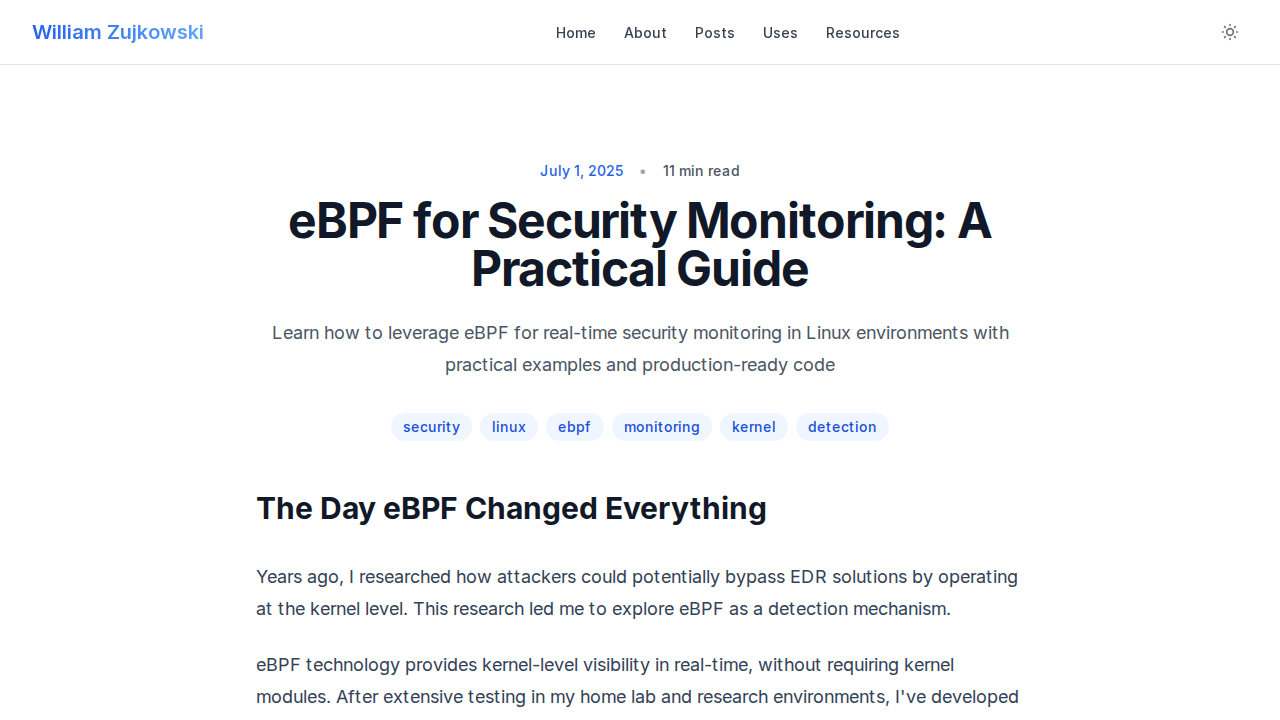 William Zujkowski
Home About Posts Uses Resources
July 1, 2025 • 11 min read
eBPF for Security Monitoring: A
Practical Guide
Learn how to leverage eBPF for real-time security monitoring in Linux environments with
practical examples and production-ready code
security linux ebpf monitoring kernel detection
The Day eBPF Changed Everything
Years ago, I researched how attackers could potentially bypass EDR solutions by operating
at the kernel level. This research led me to explore eBPF as a detection mechanism.
eBPF technology provides kernel-level visibility in real-time, without requiring kernel
modules. After extensive testing in my home lab and research environments, I've developed